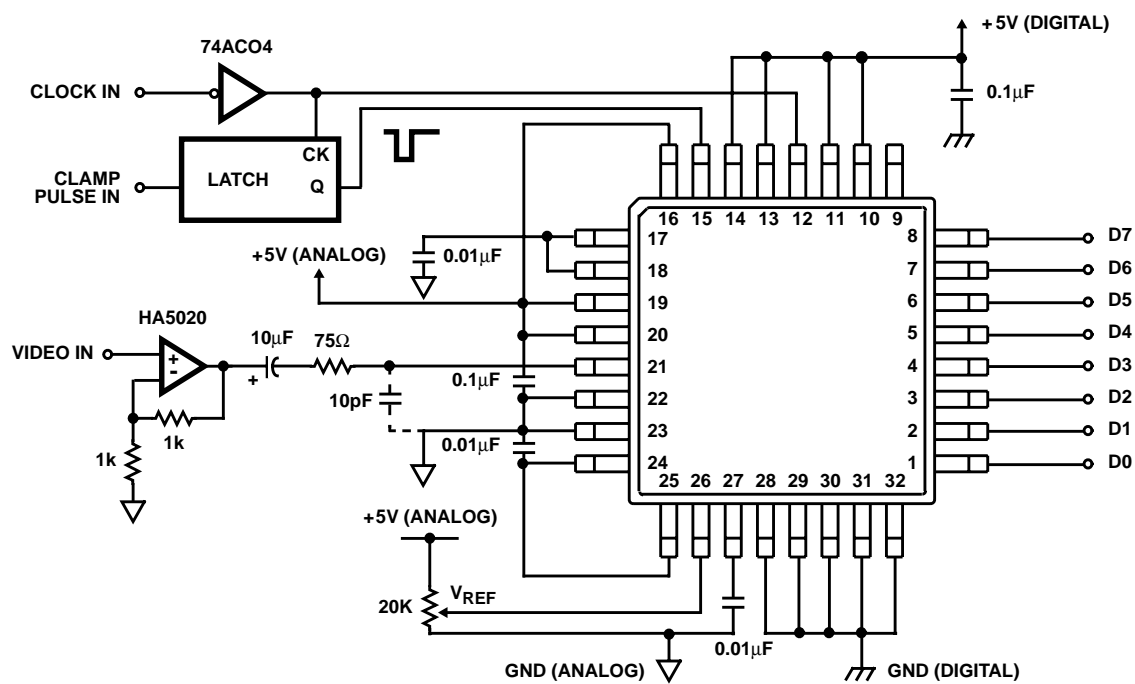 +5V (DIGITAL)
74ACO4
CLOCK IN
0.1μF
CK
LATCH
Q
CLAMP
PULSE IN
16 15 14 13 12 11 10 9
17
18
19
20
21
22
23
24
8
7
6
5
4
3
2
1
D7
D6
D5
D4
D3
D2
D1
D0
25 26 27 28 29 30 31 32
0.01μF
+5V (ANALOG)
HA5020
VIDEO IN
+
-
10μF
+
75Ω
0.1μF
10pF
1k
1k
0.01μF
+5V (ANALOG)
20K
VREF
0.01μF
GND (ANALOG)
GND (DIGITAL)